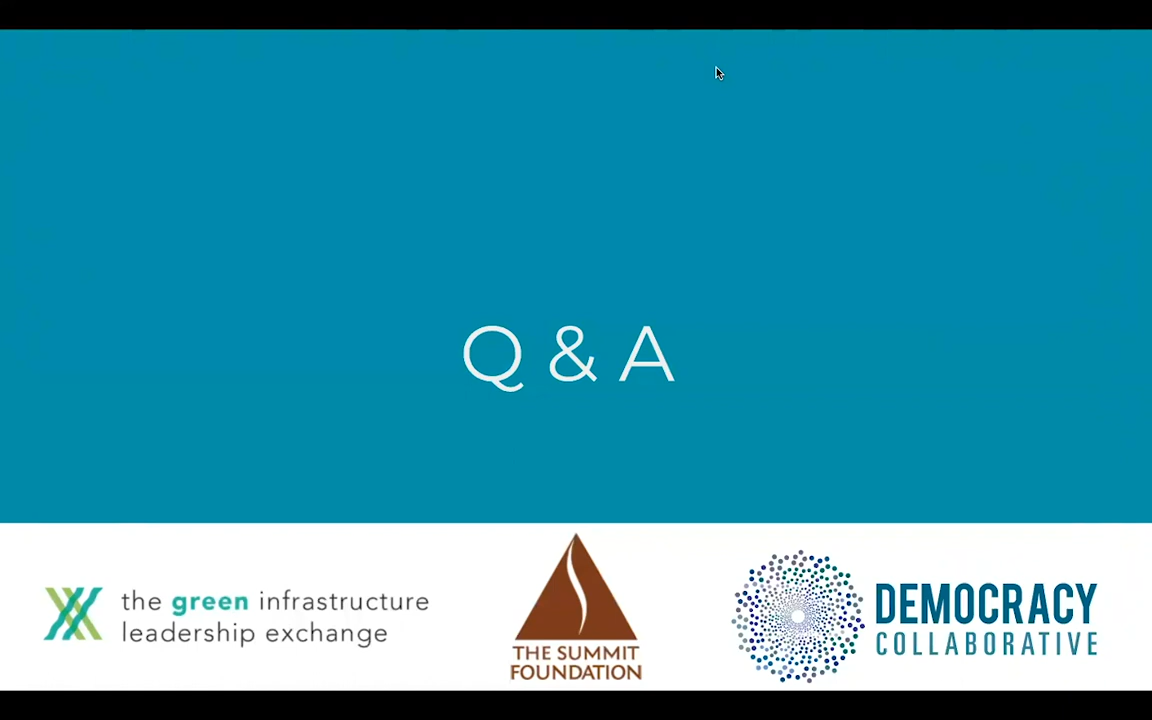 Q & A
the green infrastructure
leadership exchange
THE SUMMIT
FOUNDATION
DEMOCRACY
COLLABORATIVE